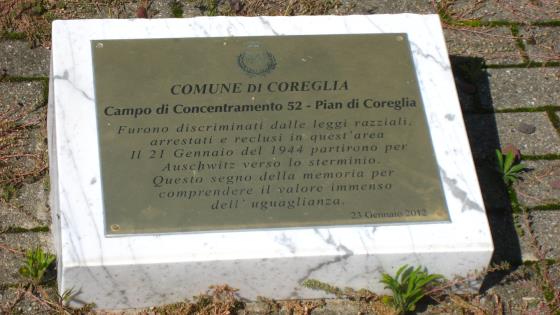 COMUNE DI COREGLIA
Campo di Concentramento 52 - Pian di Coreglia
Furono discriminati dalle leggi razziali,
arrestati e reclusi in quest'area
Il 21 Gennaio del 1944 partirono per
Auschwitz verso lo sterminio.
Questo segno della memoria per
comprendere il valore immenso
dell' uguaglianza.
23 Gennaio 2012